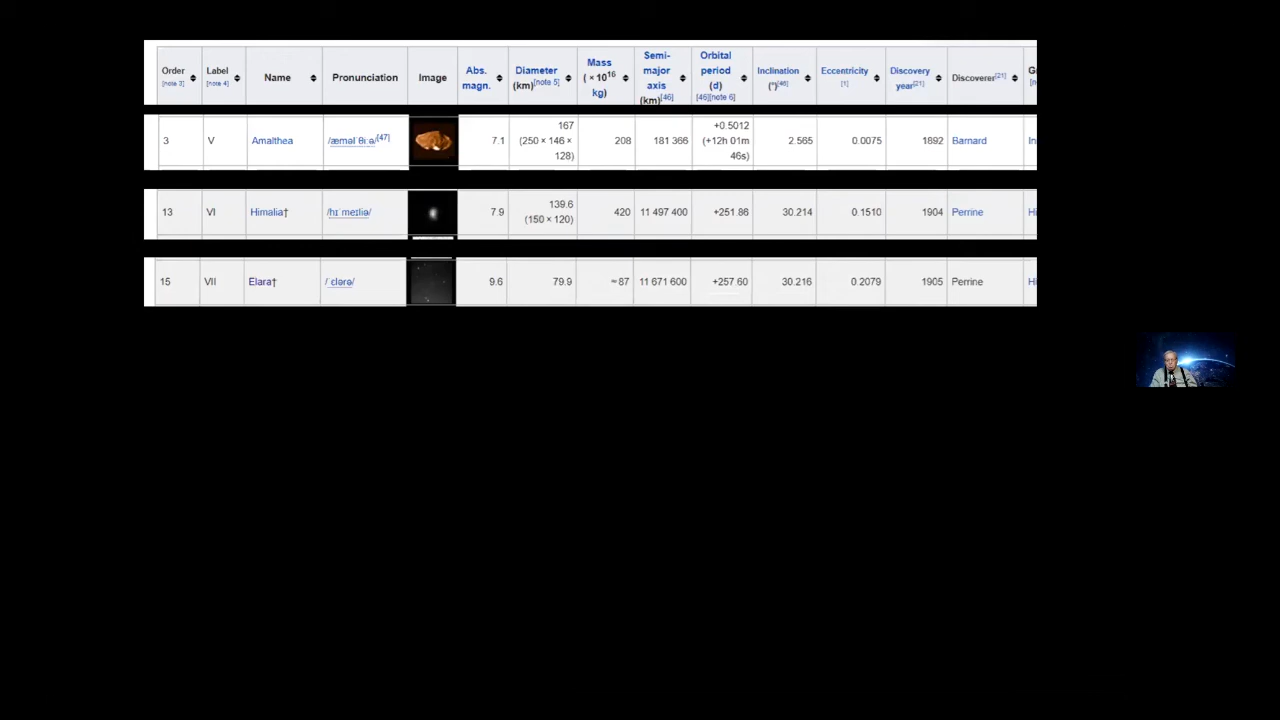 Order [note 3] Label [note 4] Name Pronunciation Image Abs. magn. Diameter (km)[note 5] Mass ( × 1016 kg) Semi-major axis (km)[46] Orbital period (d) [46][note 6] Inclination (°)[46] Eccentricity [1] Discovery year[21] Discoverer[21]
3 V Amalthea /æməlˈθiːə/[47] 7.1 167 (250 × 146 × 128) 208 181 366 +0.5012 (+12h 01m 46s) 2.565 0.0075 1892 Barnard In
13 VI Himalia† /hɪˈmeɪliə/ 7.9 139.6 (150 × 120) 420 11 497 400 +251.86 30.214 0.1510 1904 Perrine Hi
15 VII Elara† /ˈɛlərə/ 9.6 79.9 ≈87 11 671 600 +257.60 30.216 0.2079 1905 Perrine Hi